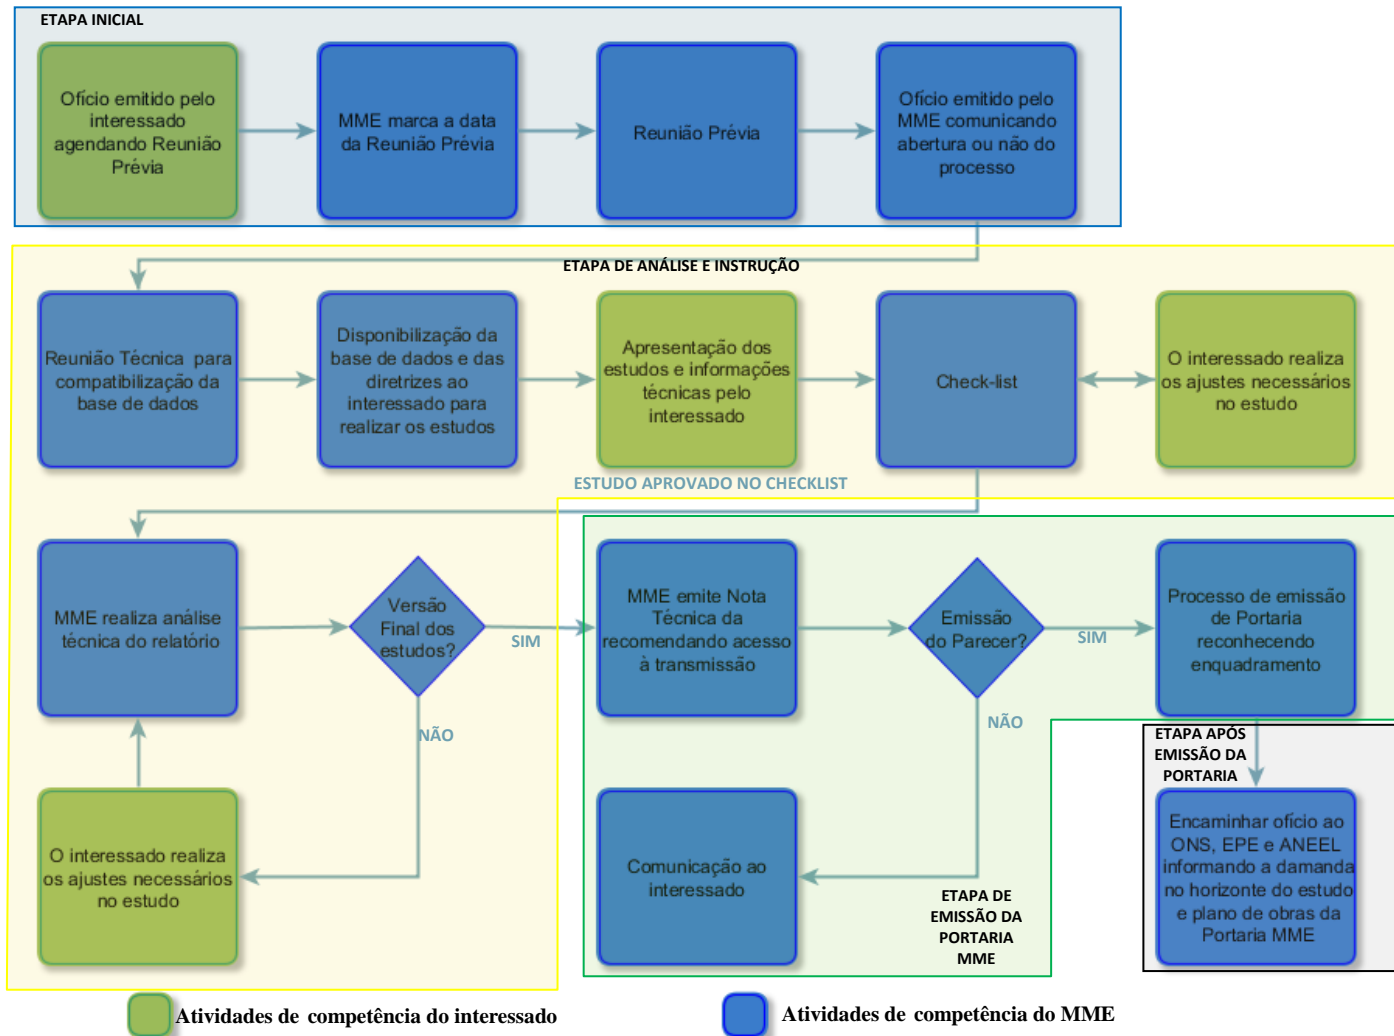 ETAPA INICIAL
Ofício emitido pelo
interessado
agendando Reunião
Prévia
MME marca a data
da Reunião Prévia
Reunião Prévia
Ofício emitido pelo
MME comunicando
abertura ou não do
processo
ETAPA DE ANÁLISE E INSTRUÇÃO
Reunião Técnica para
compatibilização da
base de dados
Disponibilização da
base de dados e das
diretrizes ao
interessado para
realizar os estudos
Apresentação dos
estudos e informações
técnicas pelo
interessado
Check-list
O interessado realiza
os ajustes necessários
no estudo
ESTUDO APROVADO NO CHECKLIST
MME realiza análise
técnica do relatório
Versão
Final dos
estudos?
SIM
NÃO
O interessado realiza
os ajustes necessários
no estudo
MME emite Nota
Técnica da
recomendando acesso
à transmissão
Emissão
do Parecer?
SIM
NÃO
Processo de emissão
de Portaria
reconhecendo
enquadramento
Comunicação ao
interessado
ETAPA DE
EMISSÃO DA
PORTARIA
MME
ETAPA APÓS
EMISSÃO DA
PORTARIA
Encaminhar ofício ao
ONS, EPE e ANEEL
informando a damanda
no horizonte do estudo
e plano de obras da
Portaria MME
Atividades de competência do interessado
Atividades de competência do MME